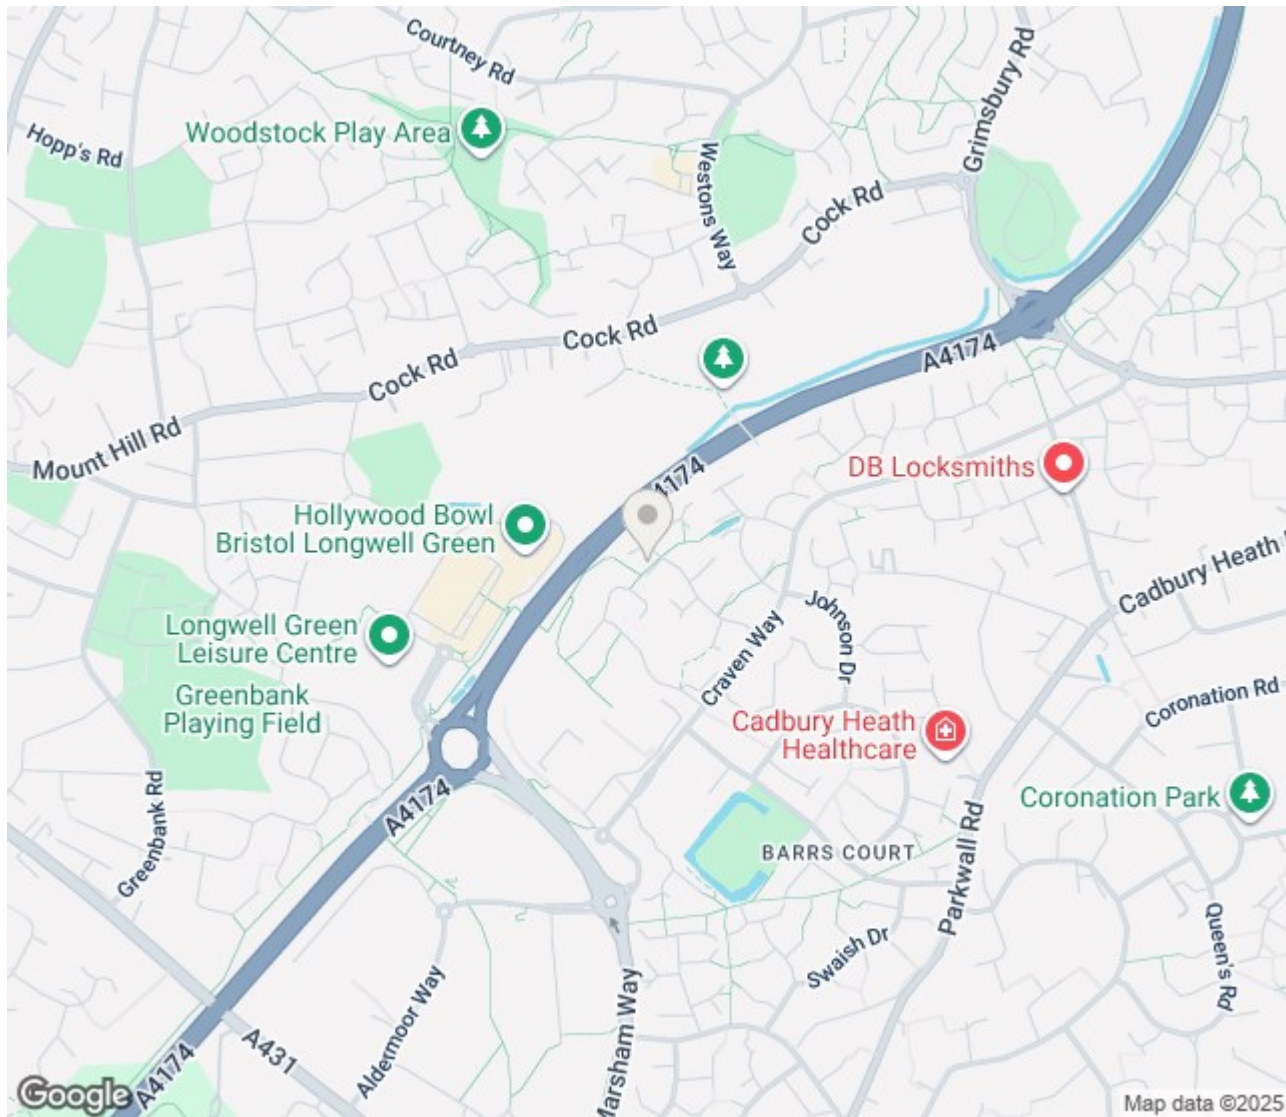 Courtney Rd
Hopp's Rd
Woodstock Play Area
Grimsbury Rd
Westons Way
Cock Rd
Cock Rd
Cock Rd
A4174
Mount Hill Rd
DB Locksmiths
4174
Hollywood Bowl
Bristol Longwell Green
Cadbury Heath
Johnson Dr
Longwell Green
Leisure Centre
Craven Way
Greenbank
Playing Field
Coronation Rd
Cadbury Heath
Healthcare
A4174
Coronation Park
Greenbank Rd
BARRS COURT
Parkwall Rd
Swaish Dr
Queen's Rd
Aldermoor Way
Marsham Way
A431
A4174
Google
Map data ©2025